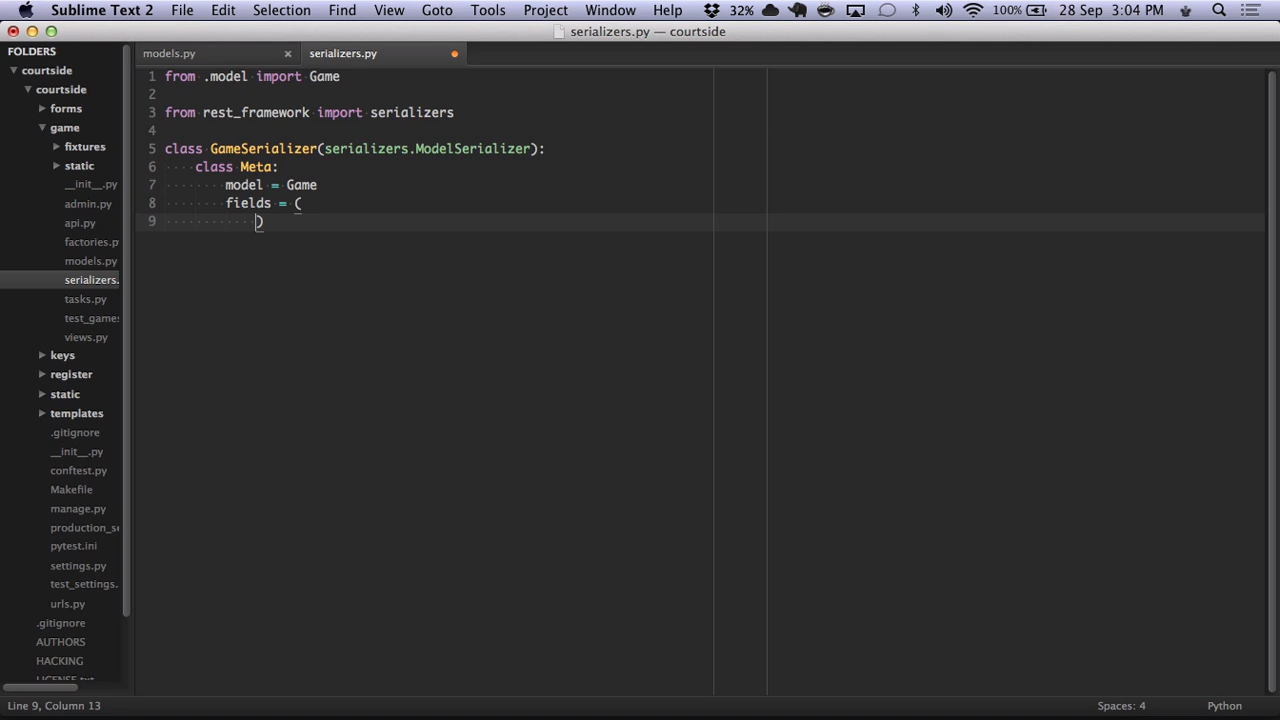 Sublime Text 2 File Edit Selection Find View Goto Tools Project Window Help 32% 100% 28 Sep 3:04 PM
serializers.py — courtside
FOLDERS
courtside
courtside
forms
game
fixtures
static
__init__.py
admin.py
api.py
factories.p
models.py
serializers.
tasks.py
test_games
views.py
keys
register
static
templates
.gitignore
__init__.py
conftest.py
Makefile
manage.py
production_se
pytest.ini
settings.py
test_settings.
urls.py
.gitignore
AUTHORS
HACKING
LICENSE.txt
models.py serializers.py
1 from .model import Game
2
3 from rest_framework import serializers
4
5 class GameSerializer(serializers.ModelSerializer):
6 class Meta:
7 model = Game
8 fields = (
9 )
Line 9, Column 13 Spaces: 4 Python